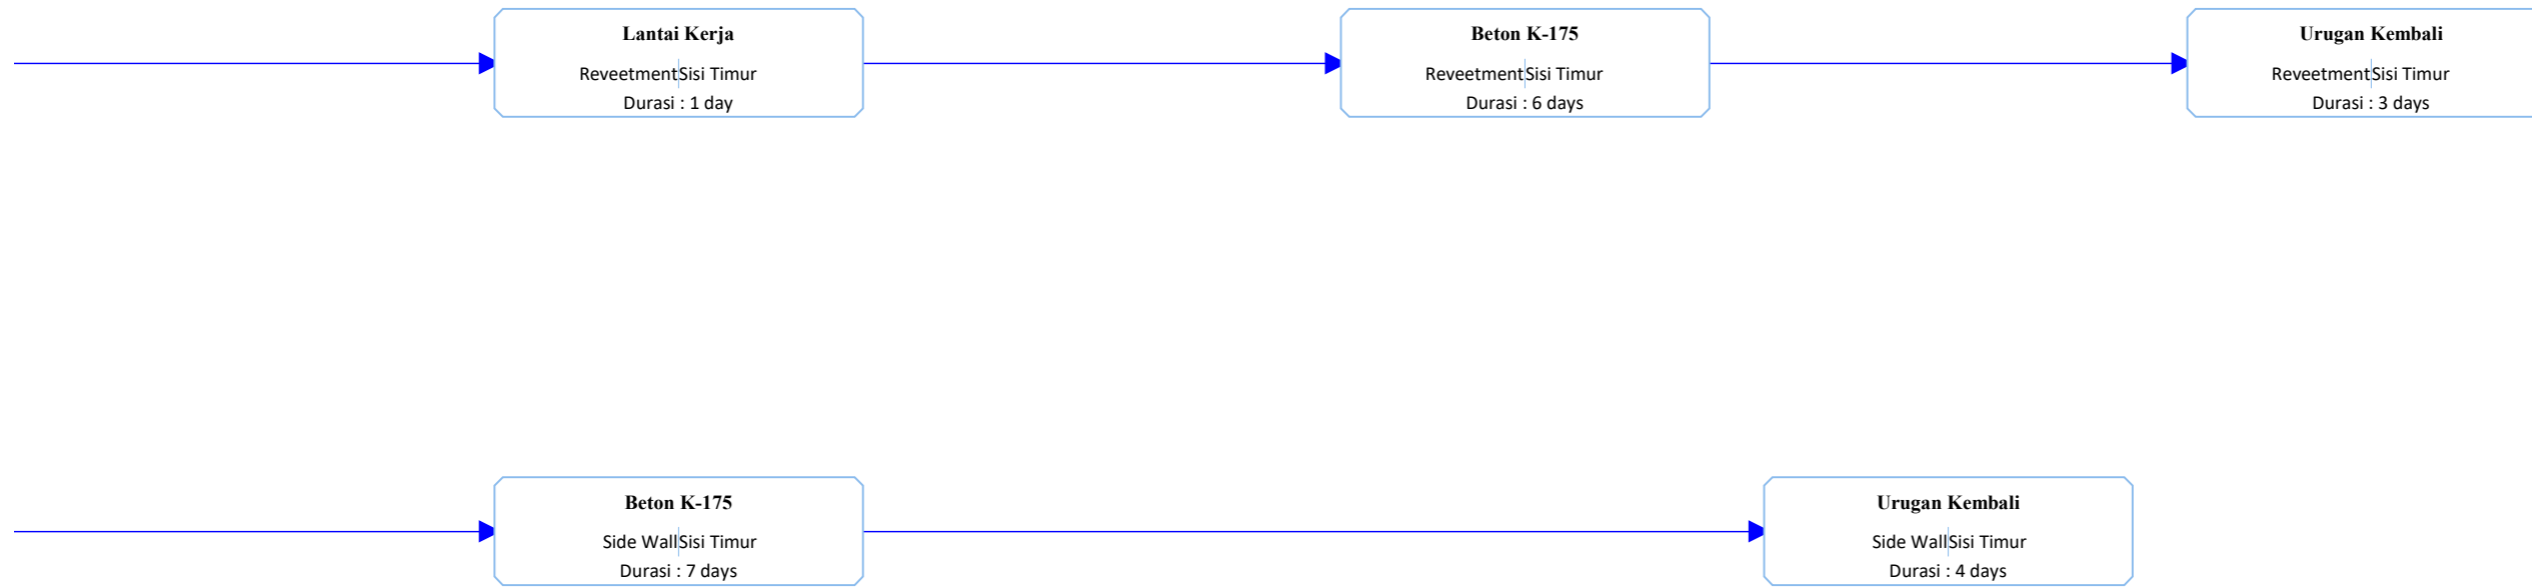 Lantai Kerja
Reveetment Sisi Timur
Durasi : 1 day
Beton K-175
Reveetment Sisi Timur
Durasi : 6 days
Urugan Kembali
Reveetment Sisi Timur
Durasi : 3 days
Beton K-175
Side Wall Sisi Timur
Durasi : 7 days
Urugan Kembali
Side Wall Sisi Timur
Durasi : 4 days